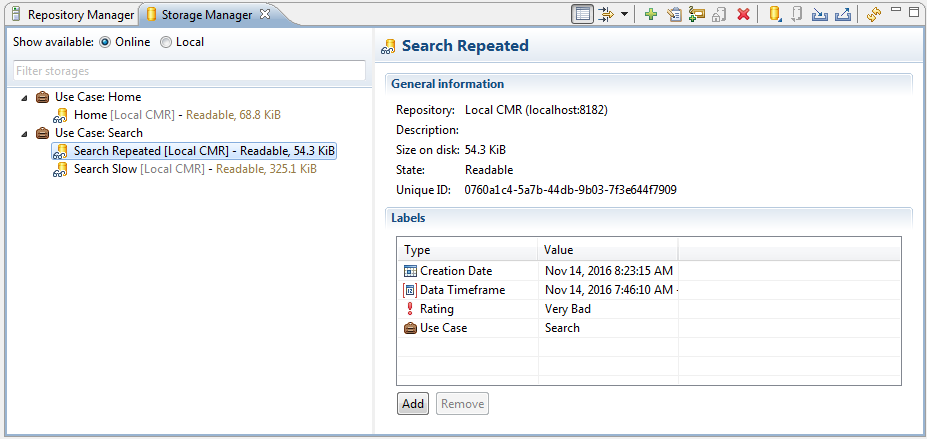 Repository Manager
Storage Manager
Show available: Online Local
Filter storages
Use Case: Home
Home [Local CMR] - Readable, 68.8 KiB
Use Case: Search
Search Repeated [Local CMR] - Readable, 54.3 KiB
Search Slow [Local CMR] - Readable, 325.1 KiB
Search Repeated
General information
Repository: Local CMR (localhost:8182)
Description:
Size on disk: 54.3 KiB
State: Readable
Unique ID: 0760a1c4-5a7b-44db-9b03-7f3e644f7909
Labels
Type Value
Creation Date Nov 14, 2016 8:23:15 AM
Data Timeframe Nov 14, 2016 7:46:10 AM -
Rating Very Bad
Use Case Search
Add Remove